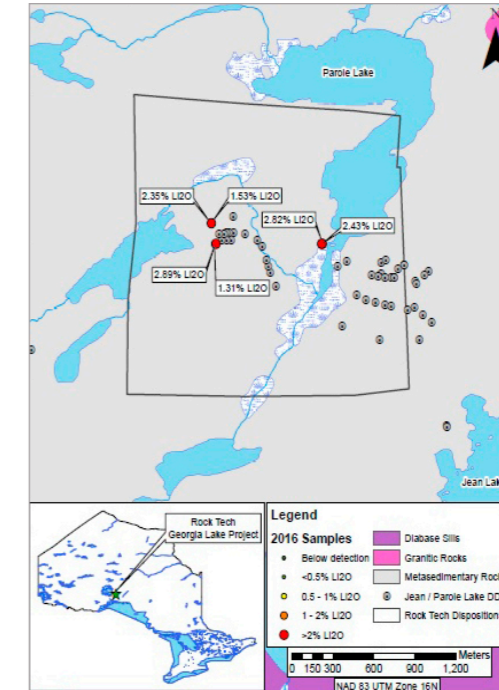 Parole Lake
2.35% LI2O
1.53% LI2O
2.82% LI2O
2.43% LI2O
2.89% LI2O
1.31% LI2O
Jean Lak
Rock Tech
Georgia Lake Project
Legend
2016 Samples
Below detection
<0.5% LI2O
0.5 - 1% LI2O
1 - 2% LI2O
>2% LI2O
Diabase Sills
Granitic Rocks
Metasedimentary Rock
Jean / Parole Lake DD
Rock Tech Disposition
Meters
0 150 300 600 900 1,200
NAD 83 UTM Zone 16N